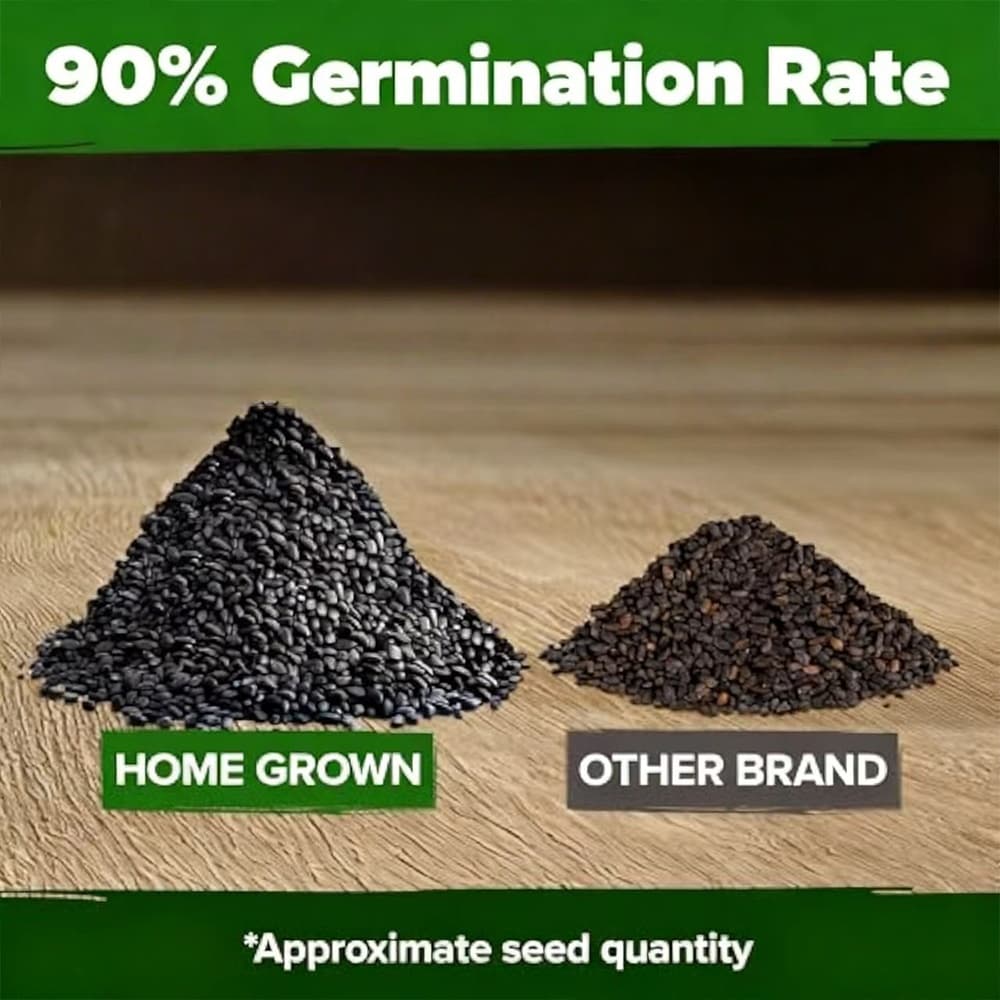 90% Germination Rate
HOME GROWN
OTHER BRAND
*Approximate seed quantity